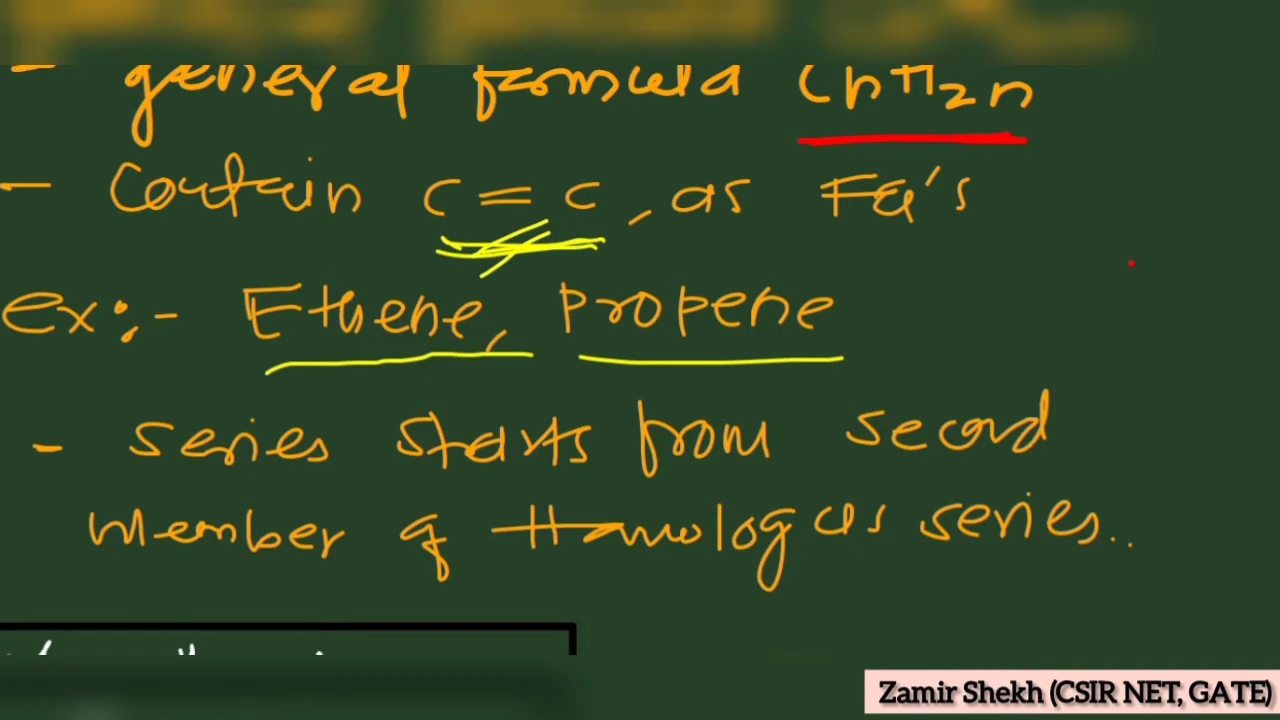 - general formula CnH2n
- Contain C = C, as FG's
ex:- Ethene, Propene
- series starts from second
member of Homologus series..
Zamir Shekh (CSIR NET, GATE)